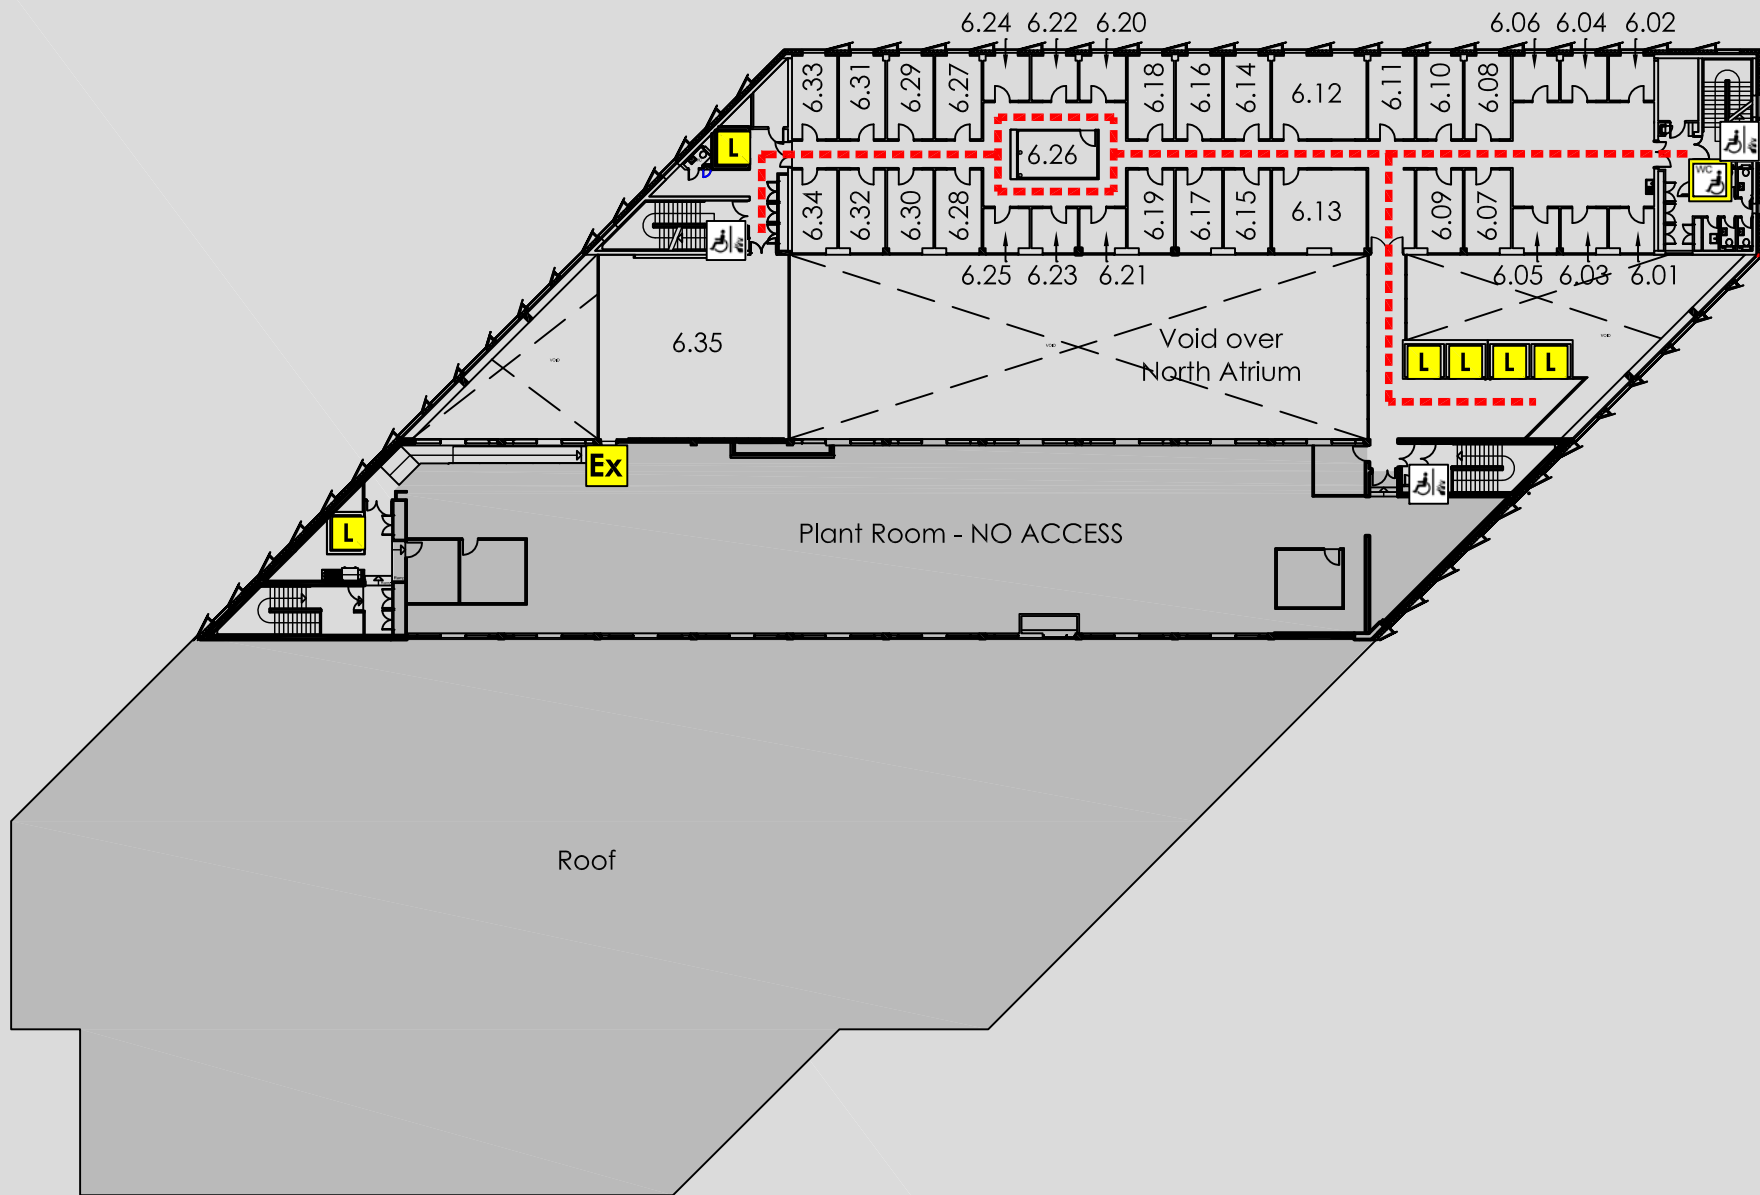 6.24 6.22 6.20 6.06 6.04 6.02
6.33 6.31 6.29 6.27 6.18 6.16 6.14 6.12 6.11 6.10 6.08
L
6.26
WC
6.34 6.32 6.30 6.28 6.19 6.17 6.15 6.13 6.09 6.07
6.25 6.23 6.21 6.05 6.03 6.01
6.35
Void over
North Atrium
L L L L
Ex
Plant Room - NO ACCESS
L
Roof